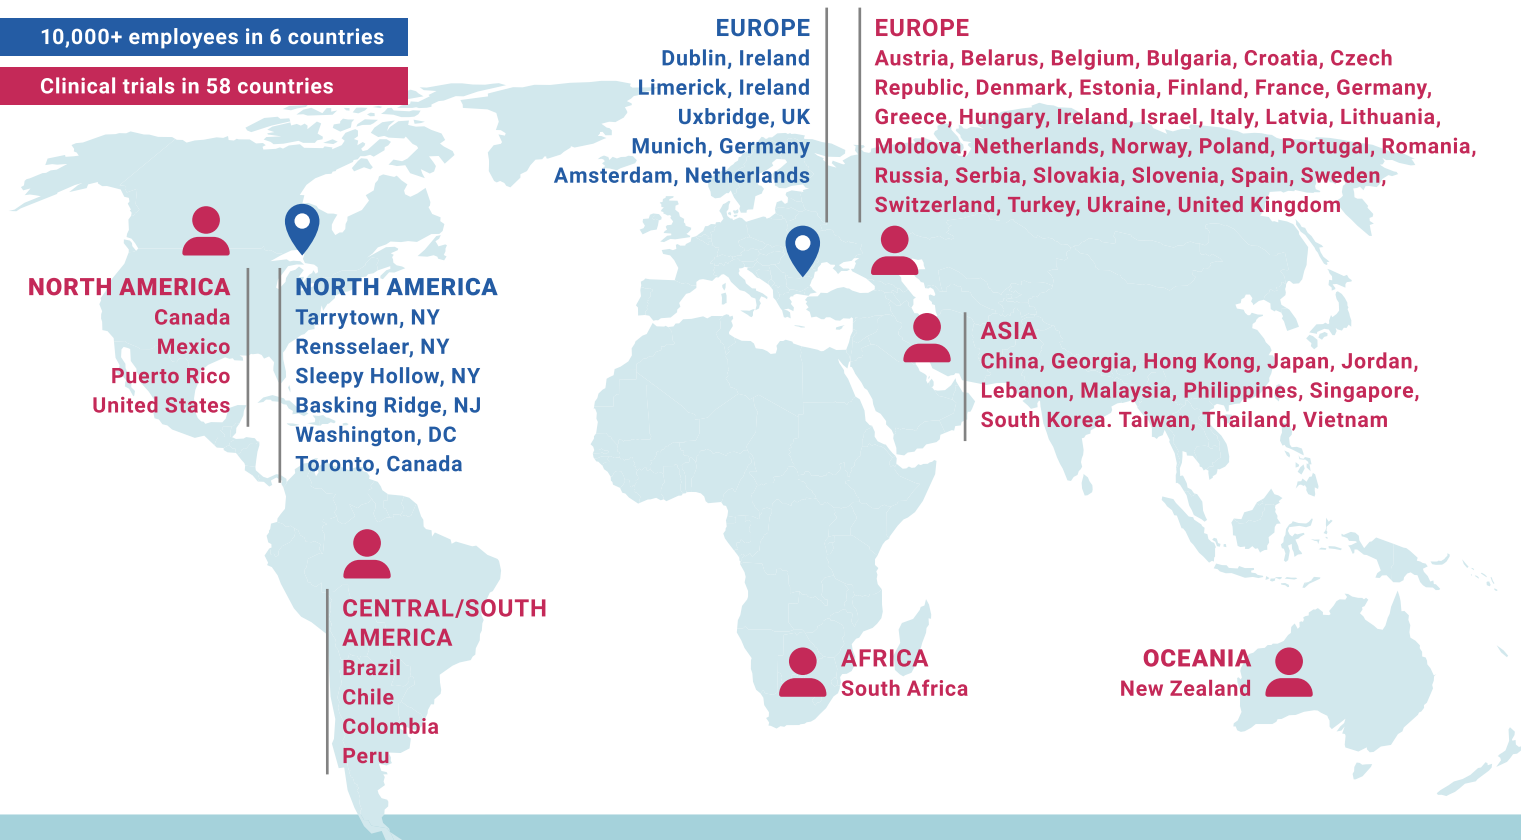 10,000+ employees in 6 countries
Clinical trials in 58 countries
EUROPE
Dublin, Ireland
Limerick, Ireland
Uxbridge, UK
Munich, Germany
Amsterdam, Netherlands
EUROPE
Austria, Belarus, Belgium, Bulgaria, Croatia, Czech
Republic, Denmark, Estonia, Finland, France, Germany,
Greece, Hungary, Ireland, Israel, Italy, Latvia, Lithuania,
Moldova, Netherlands, Norway, Poland, Portugal, Romania,
Russia, Serbia, Slovakia, Slovenia, Spain, Sweden,
Switzerland, Turkey, Ukraine, United Kingdom
NORTH AMERICA
Canada
Mexico
Puerto Rico
United States
NORTH AMERICA
Tarrytown, NY
Rensselaer, NY
Sleepy Hollow, NY
Basking Ridge, NJ
Washington, DC
Toronto, Canada
ASIA
China, Georgia, Hong Kong, Japan, Jordan,
Lebanon, Malaysia, Philippines, Singapore,
South Korea. Taiwan, Thailand, Vietnam
CENTRAL/SOUTH
AMERICA
Brazil
Chile
Colombia
Peru
AFRICA
South Africa
OCEANIA
New Zealand